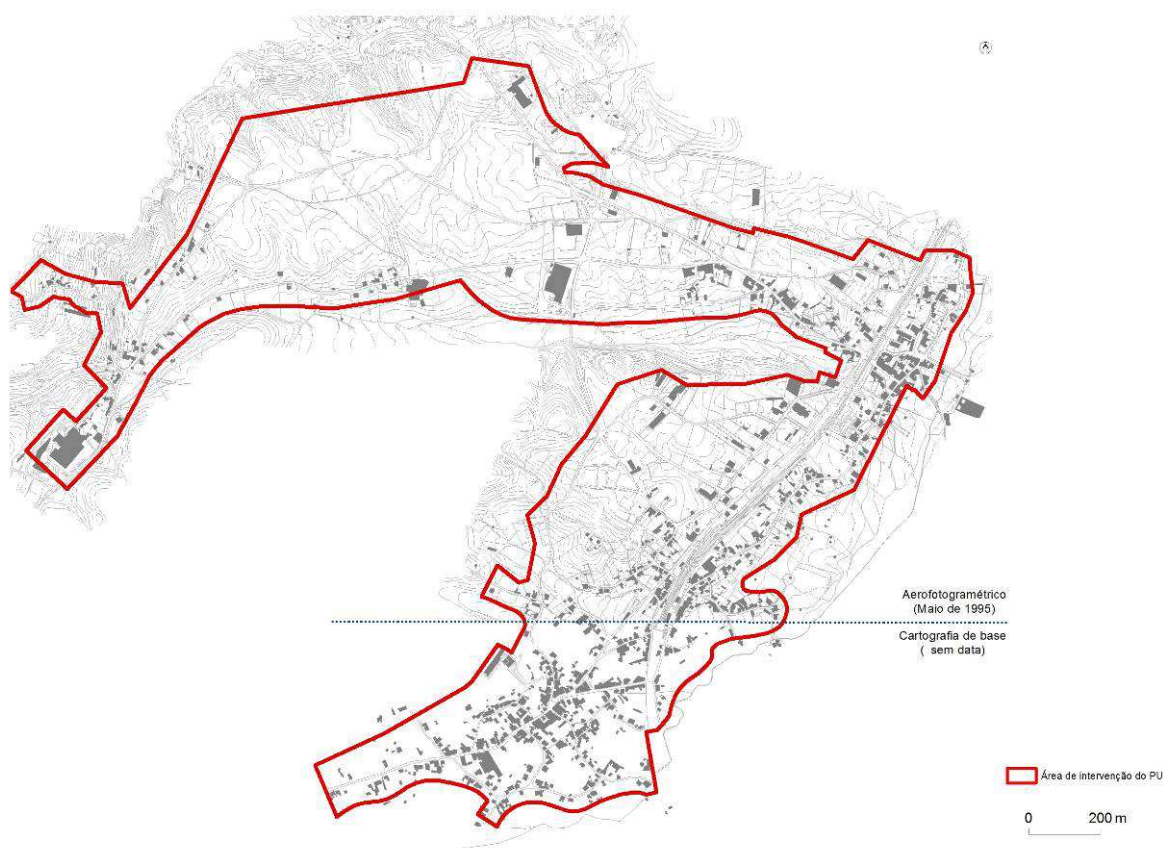 Aerofotogramétrico
(Maio de 1995)
Cartografia de base
( sem data)
Área de intervenção do PU
0 200 m